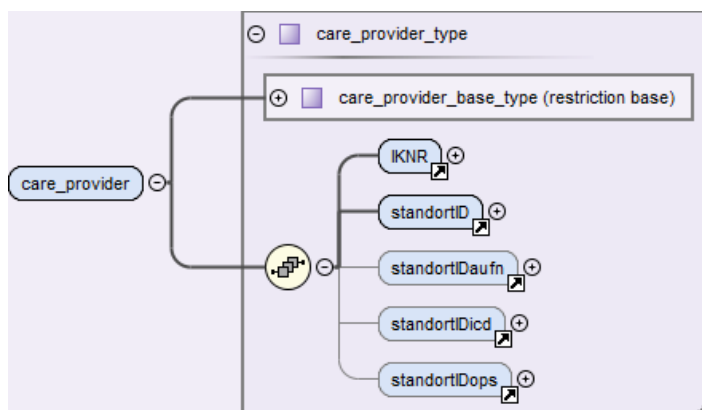 care_provider_type
care_provider_base_type (restriction base)
care_provider
IKNR
standortID
standortIDaufn
standortIDicd
standortIDops